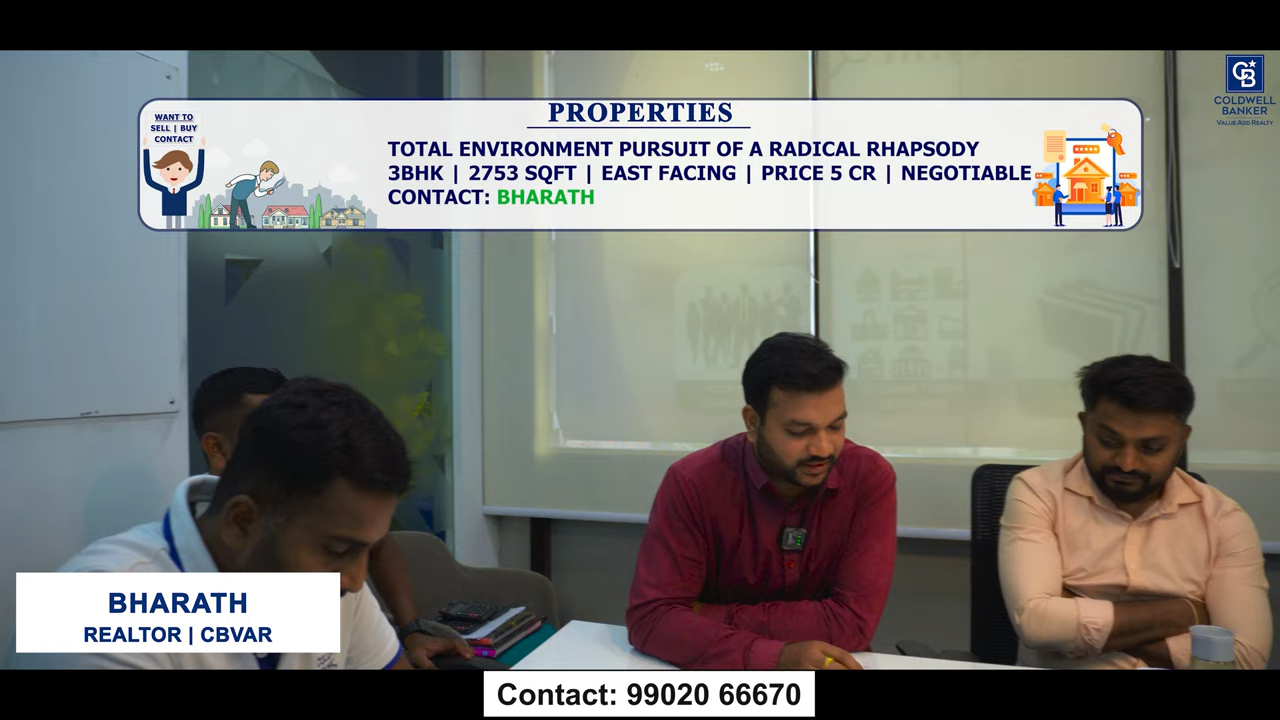 PROPERTIES
WANT TO
SELL | BUY
CONTACT
TOTAL ENVIRONMENT PURSUIT OF A RADICAL RHAPSODY
3BHK | 2753 SQFT | EAST FACING | PRICE 5 CR | NEGOTIABLE
CONTACT: BHARATH
CB
COLDWELL
BANKER
VALUE ADD REALTY
BHARATH
REALTOR | CBVAR
Contact: 99020 66670